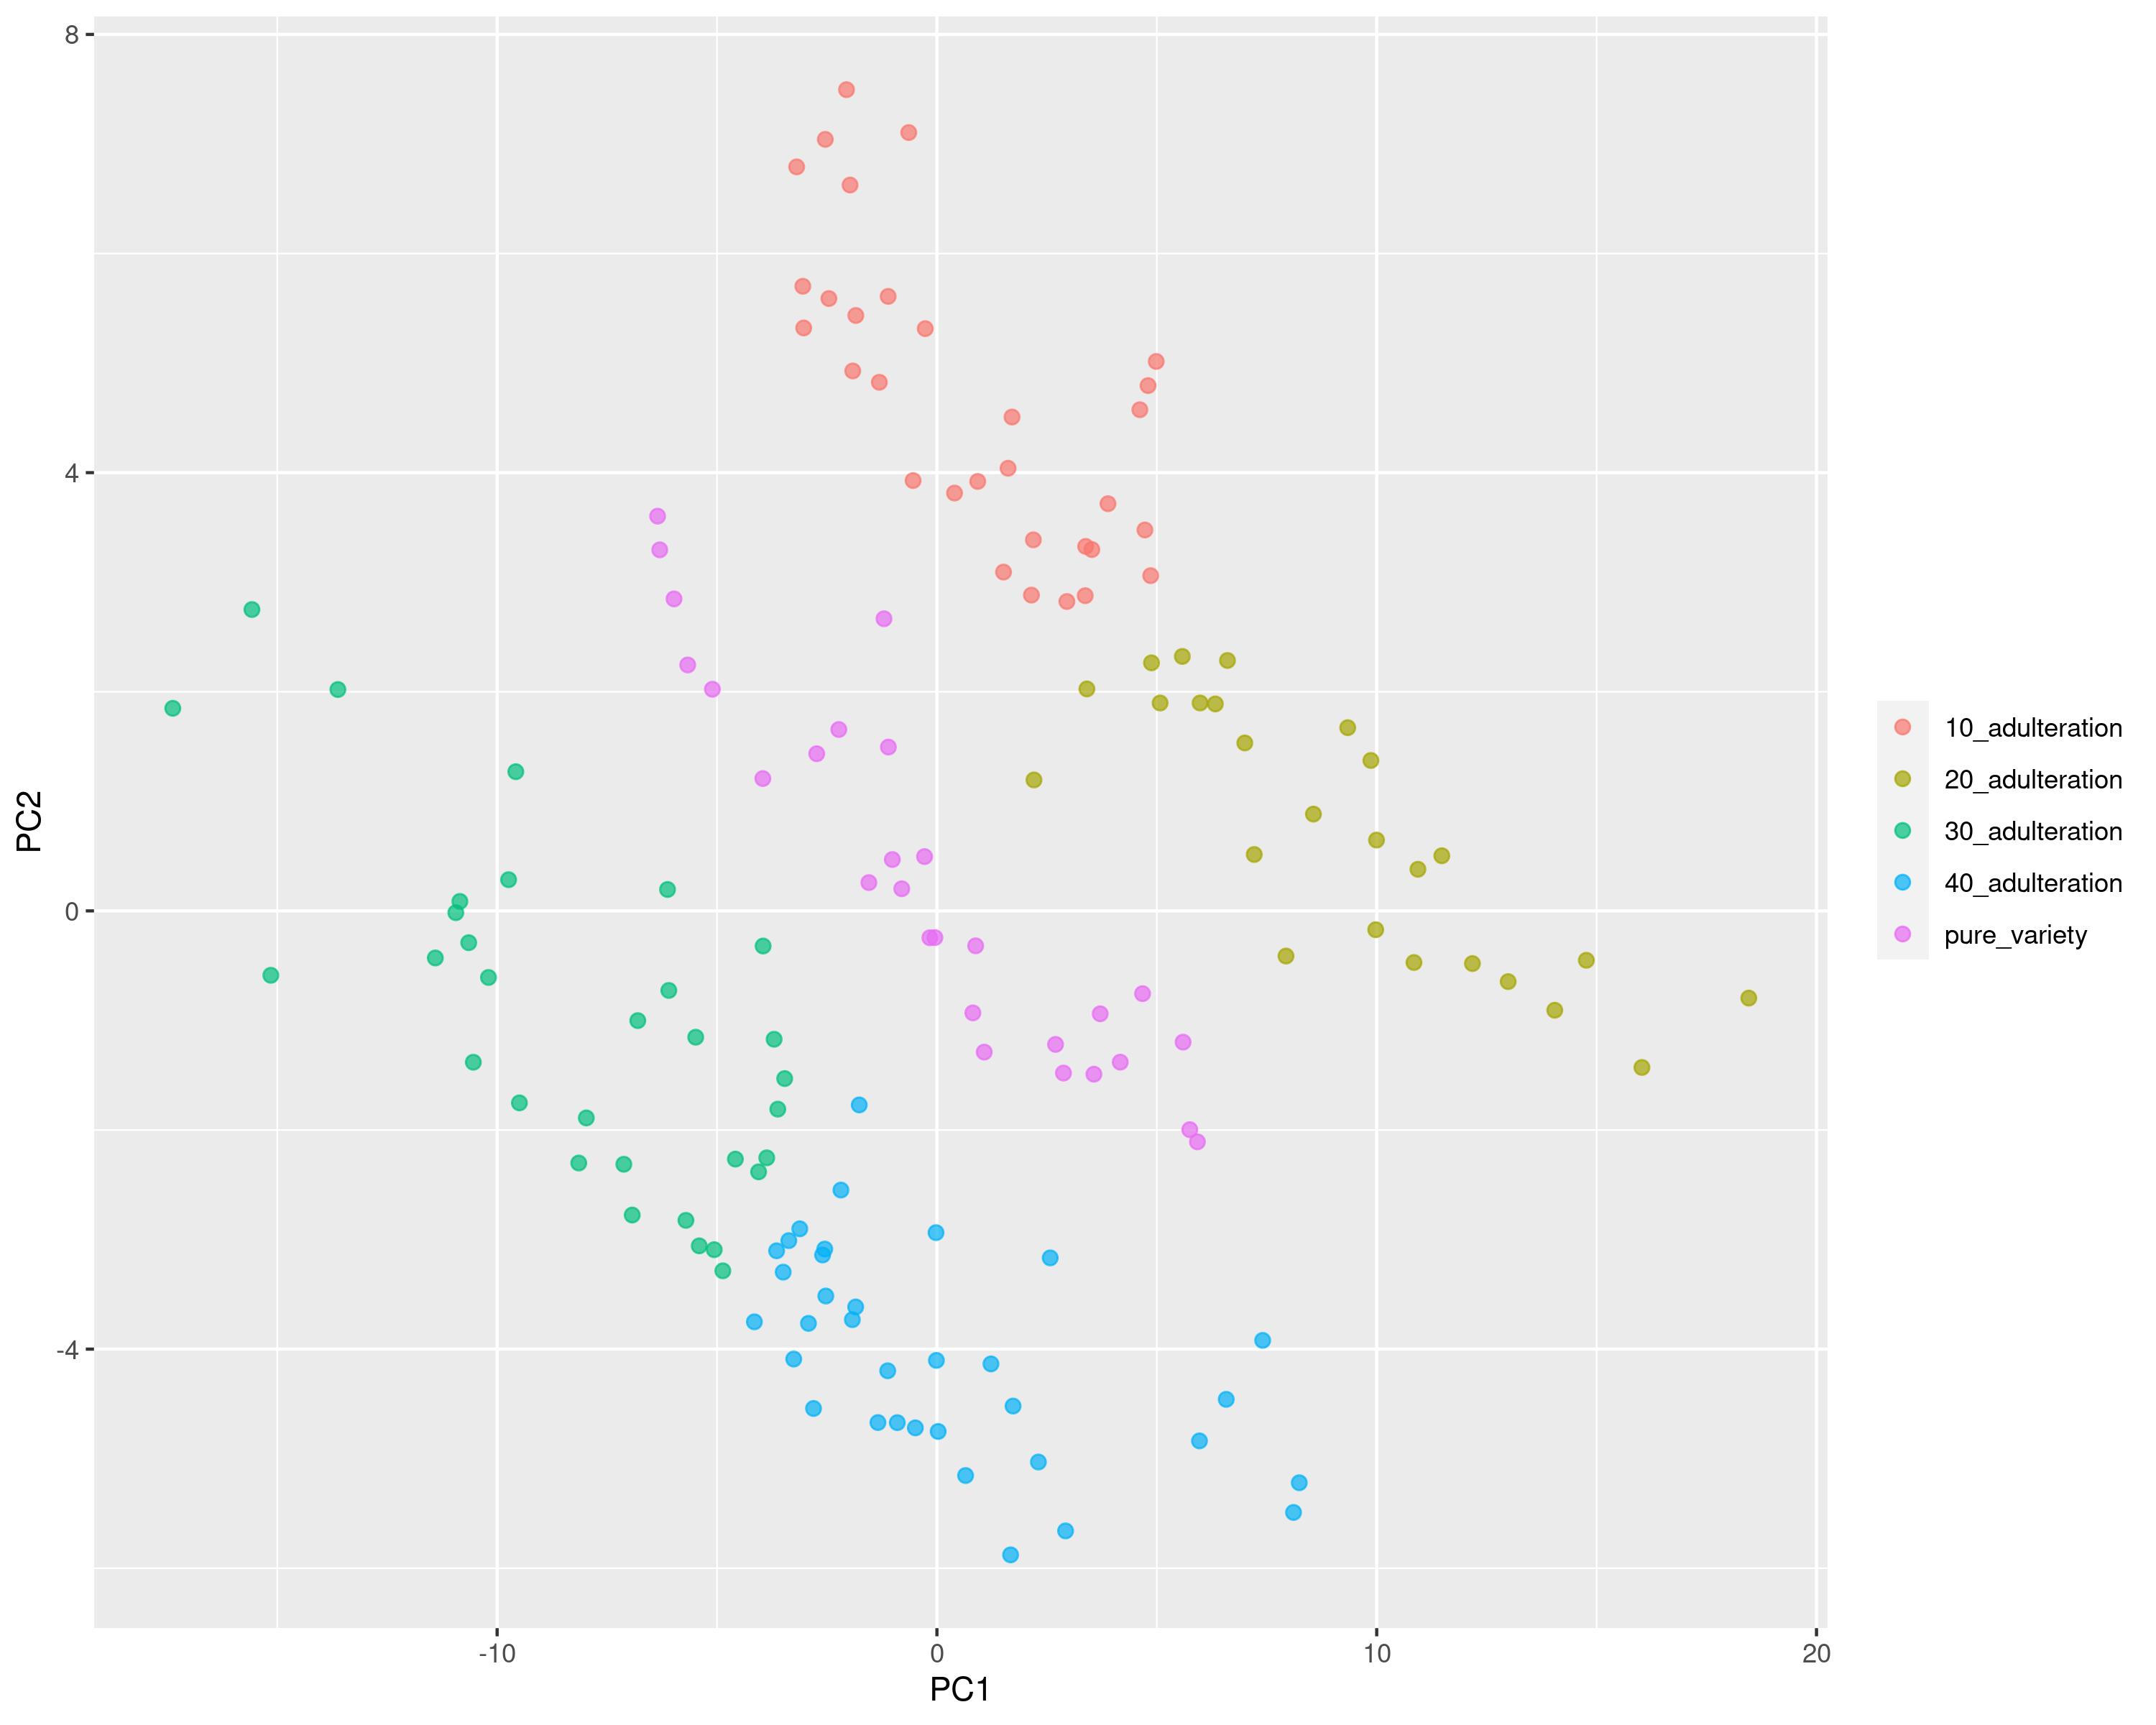 8
4
0
-4
PC2
-10
0
10
20
PC1
10_adulteration
20_adulteration
30_adulteration
40_adulteration
pure_variety